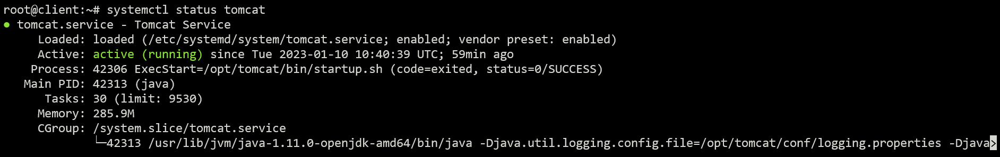 root@client:~# systemctl status tomcat
● tomcat.service - Tomcat Service
Loaded: loaded (/etc/systemd/system/tomcat.service; enabled; vendor preset: enabled)
Active: active (running) since Tue 2023-01-10 10:40:39 UTC; 59min ago
Process: 42306 ExecStart=/opt/tomcat/bin/startup.sh (code=exited, status=0/SUCCESS)
Main PID: 42313 (java)
Tasks: 30 (limit: 9530)
Memory: 285.9M
CGroup: /system.slice/tomcat.service
└─42313 /usr/lib/jvm/java-1.11.0-openjdk-amd64/bin/java -Djava.util.logging.config.file=/opt/tomcat/conf/logging.properties -Djava>